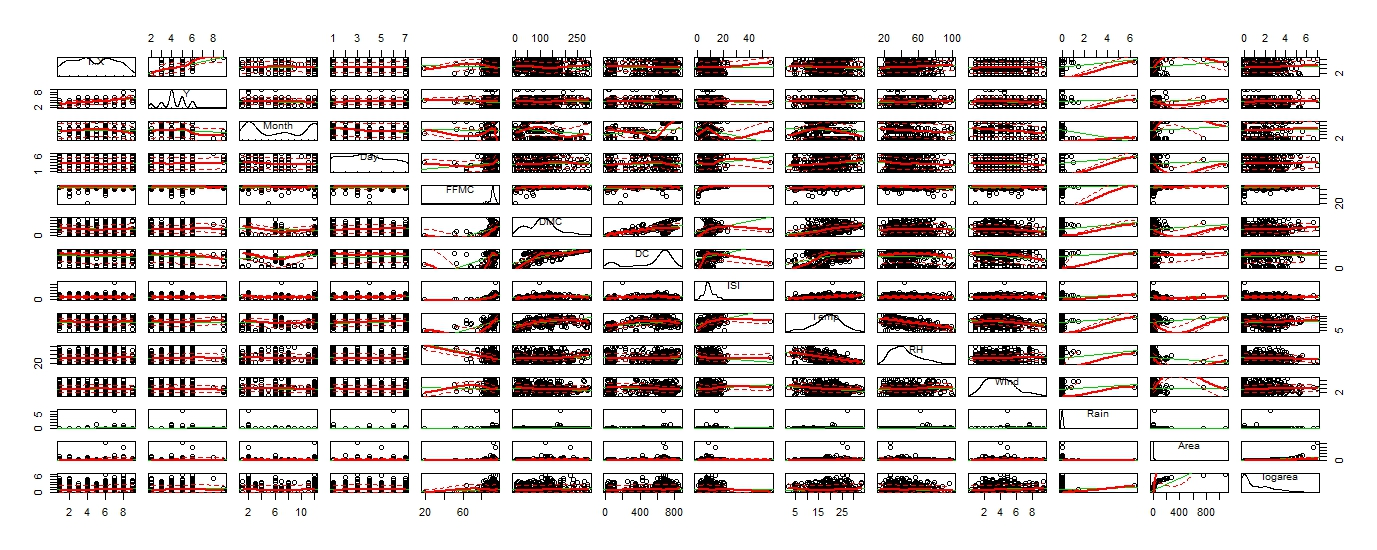 2 4 6 8 1 3 5 7 0 100 250 0 20 40 20 60 100 0 2 4 6 0 2 4 6
2
2 8 Y
Month 2
1 6 Day
FFMC 20
0 DMC
DC 0
0 ISI
Temp 5
20 RH
Wind 2
0 5 Rain
Area 0
0 6 logarea
2 4 6 8 2 6 10 20 60 0 400 800 5 15 25 2 4 6 8 0 400 800